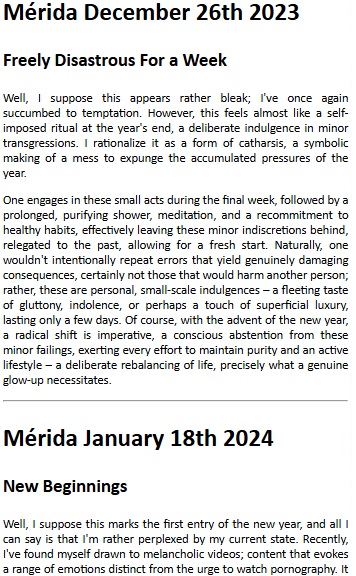 Mérida December 26th 2023
Freely Disastrous For a Week
Well, I suppose this appears rather bleak; I've once again
succumbed to temptation. However, this feels almost like a self-
imposed ritual at the year's end, a deliberate indulgence in minor
transgressions. I rationalize it as a form of catharsis, a symbolic
making of a mess to expunge the accumulated pressures of the
year.
One engages in these small acts during the final week, followed by a
prolonged, purifying shower, meditation, and a recommitment to
healthy habits, effectively leaving these minor indiscretions behind,
relegated to the past, allowing for a fresh start. Naturally, one
wouldn't intentionally repeat errors that yield genuinely damaging
consequences, certainly not those that would harm another person;
rather, these are personal, small-scale indulgences – a fleeting taste
of gluttony, indolence, or perhaps a touch of superficial luxury,
lasting only a few days. Of course, with the advent of the new year,
a radical shift is imperative, a conscious abstention from these
minor failings, exerting every effort to maintain purity and an active
lifestyle – a deliberate rebalancing of life, precisely what a genuine
glow-up necessitates.
Mérida January 18th 2024
New Beginnings
Well, I suppose this marks the first entry of the new year, and all I
can say is that I'm rather perplexed by my current state. Recently,
I've found myself drawn to melancholic videos; content that evokes
a range of emotions distinct from the urge to watch pornography. It